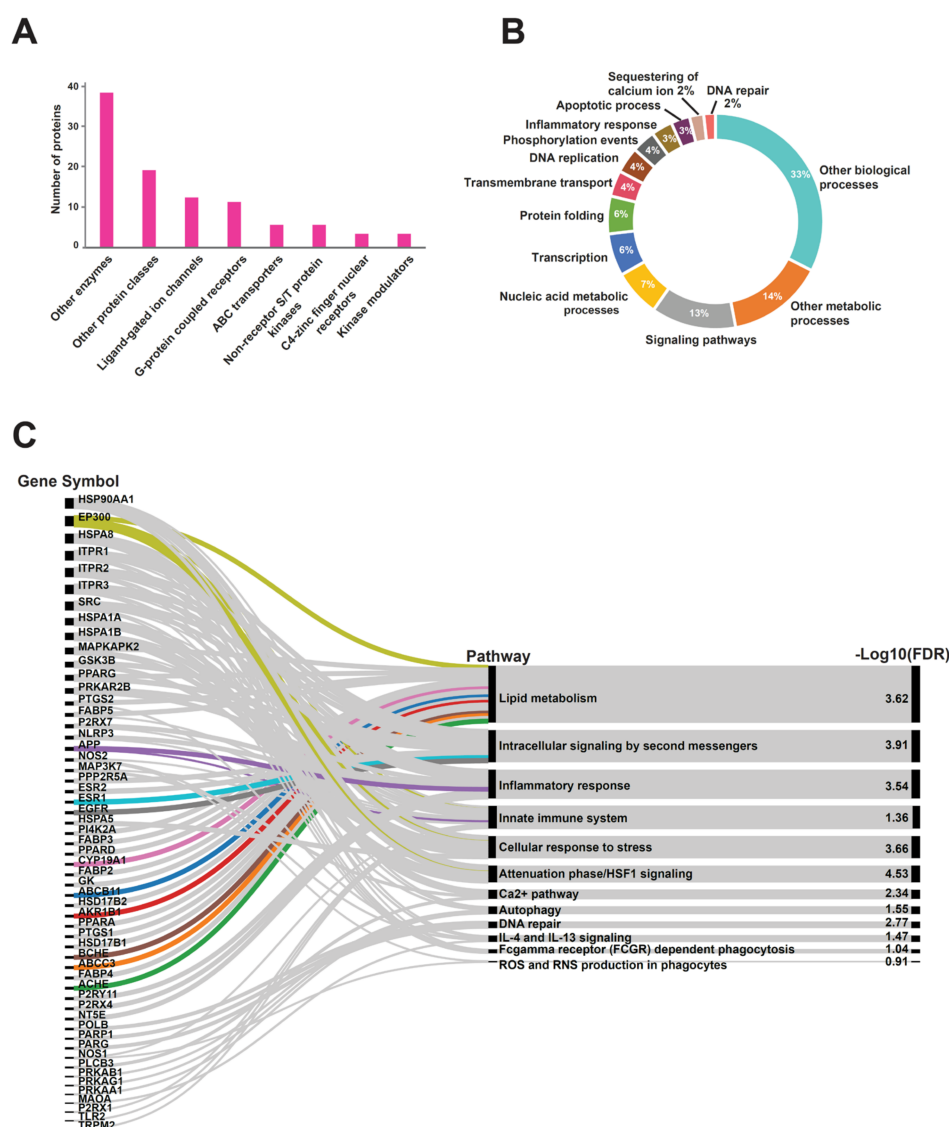 A
Number of proteins
40
30
20
10
0
Other enzymes
Other protein classes
Ligand-gated ion channels
G-protein coupled receptors
ABC transporters
Non-receptor S/T protein
kinases
C4-zinc finger nuclear
receptors
Kinase modulators
B
Sequestering of
calcium ion 2%
DNA repair
2%
Apoptotic process
3%
Inflammatory response
3%
Phosphorylation events
4%
DNA replication
4%
Transmembrane transport
4%
Protein folding
6%
Transcription
6%
Nucleic acid metabolic
processes
7%
Signaling pathways
13%
Other metabolic
processes
14%
Other biological
processes
33%
C
Gene Symbol
HSP90AA1
EP300
HSPA8
ITPR1
ITPR2
ITPR3
SRC
HSPA1A
HSPA1B
MAPKAPK2
GSK3B
PPARG
PRKAR2B
PTGS2
FABP5
P2RX7
NLRP3
APP
NOS2
MAP3K7
PPP2R5A
ESR2
ESR1
EGFR
HSPA5
PI4K2A
FABP3
PPARD
CYP19A1
FABP2
GK
ABCB11
HSD17B2
AKR1B1
PPARA
PTGS1
HSD17B1
BCHE
ABCC3
FABP4
ACHE
P2RY11
P2RX4
NT5E
POLB
PARP1
PARG
NOS1
PLCB3
PRKAB1
PRKAG1
PRKAA1
MAOA
P2RX1
TLR2
TRPM2
Pathway
-Log10(FDR)
Lipid metabolism
3.62
Intracellular signaling by second messengers
3.91
Inflammatory response
3.54
Innate immune system
1.36
Cellular response to stress
3.66
Attenuation phase/HSF1 signaling
4.53
Ca2+ pathway
2.34
Autophagy
1.55
DNA repair
2.77
IL-4 and IL-13 signaling
1.47
Fcgamma receptor (FCGR) dependent phagocytosis
1.04
ROS and RNS production in phagocytes
0.91